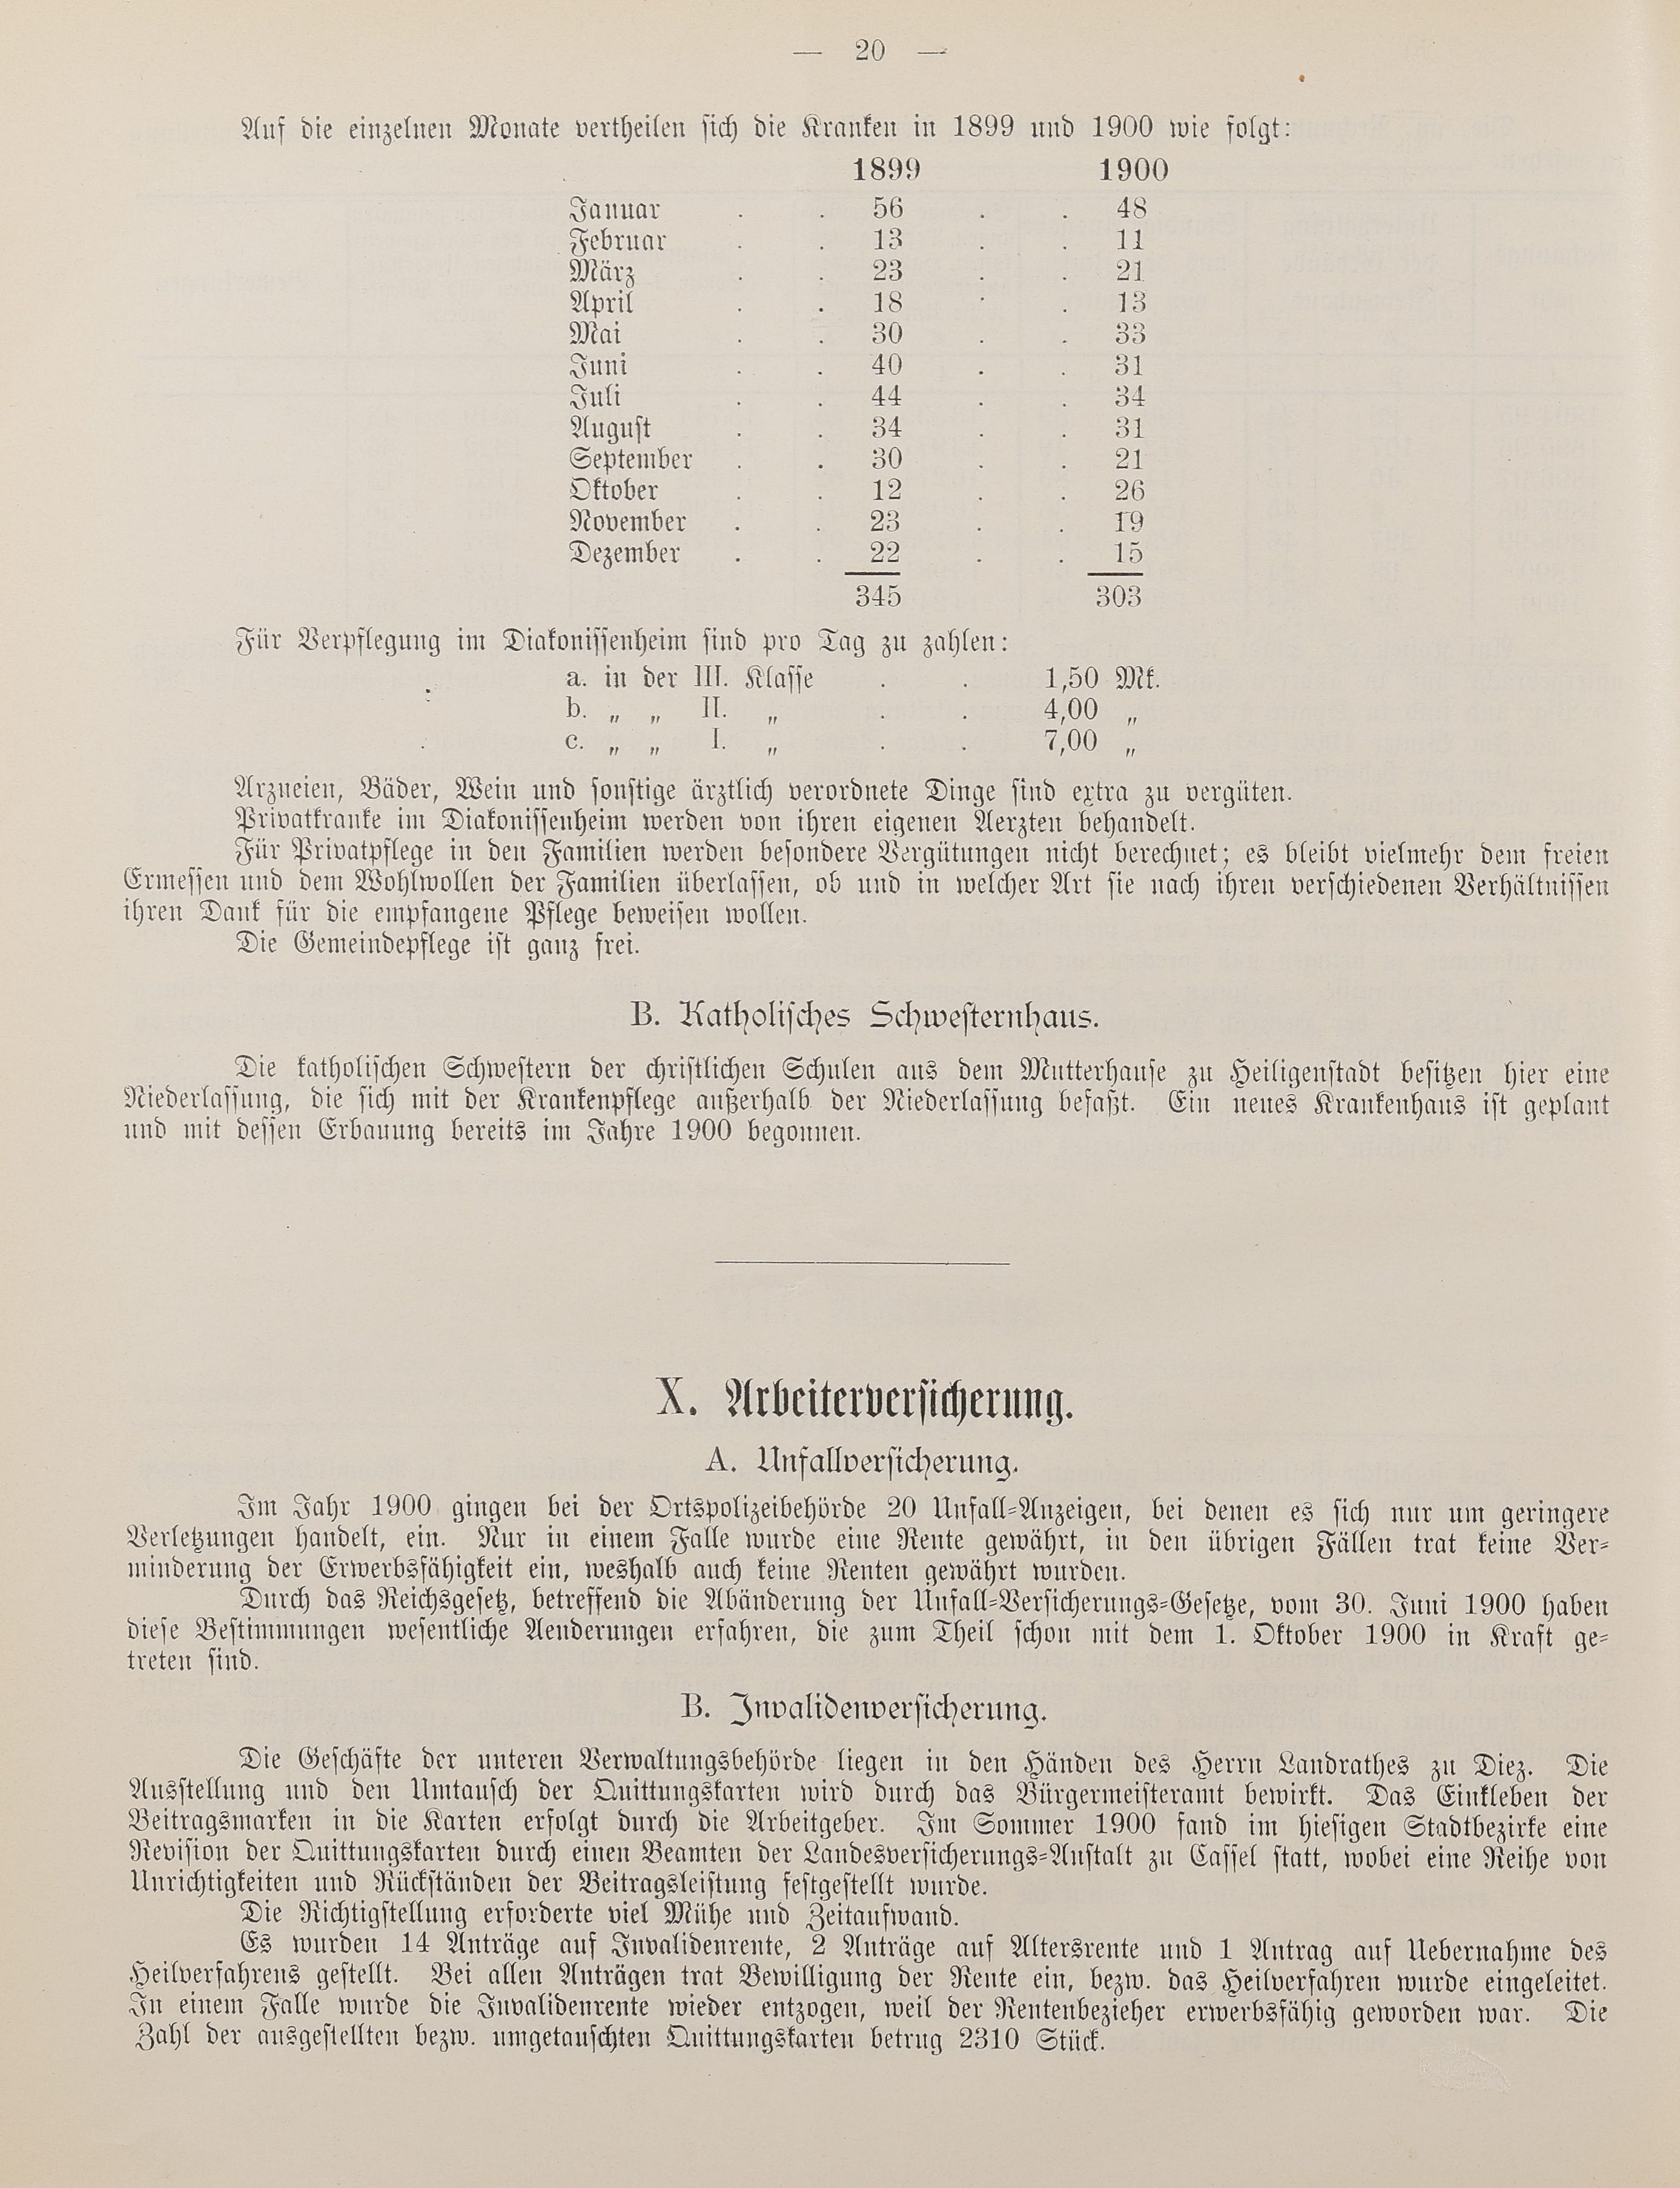 — 20 —
Auf die einzelnen Monate vertheilen sich die Kranken in 1899 und 1900 wie folgt:
1899 1900
Januar . . 56 . . 48
Februar . . 13 . . 11
März . . 23 . . 21
April . . 18 . . 13
Mai . . 30 . . 33
Juni . . 40 . . 31
Juli . . 44 . . 34
August . . 34 . . 31
September . . 30 . . 21
Oktober . . 12 . . 26
November . . 23 . . 19
Dezember . . 22 . . 15
345 303
Für Verpflegung im Diakonissenheim sind pro Tag zu zahlen:
a. in der III. Klasse . . 1,50 Mk.
b. „ „ II. „ . . 4,00 „
c. „ „ I. „ . . 7,00 „
Arzneien, Bäder, Wein und sonstige ärztlich verordnete Dinge sind extra zu vergüten.
Privatkranke im Diakonissenheim werden von ihren eigenen Aerzten behandelt.
Für Privatpflege in den Familien werden besondere Vergütungen nicht berechnet; es bleibt vielmehr dem freien
Ermessen und dem Wohlwollen der Familien überlassen, ob und in welcher Art sie nach ihren verschiedenen Verhältnissen
ihren Dank für die empfangene Pflege beweisen wollen.
Die Gemeindepflege ist ganz frei.
B. Katholisches Schwesternhaus.
Die katholischen Schwestern der christlichen Schulen aus dem Mutterhause zu Heiligenstadt besitzen hier eine
Niederlassung, die sich mit der Krankenpflege außerhalb der Niederlassung befaßt. Ein neues Krankenhaus ist geplant
und mit dessen Erbauung bereits im Jahre 1900 begonnen.
X. Arbeiterversicherung.
A. Unfallversicherung.
Im Jahr 1900 gingen bei der Ortspolizeibehörde 20 Unfall-Anzeigen, bei denen es sich nur um geringere
Verletzungen handelt, ein. Nur in einem Falle wurde eine Rente gewährt, in den übrigen Fällen trat keine Ver-
minderung der Erwerbsfähigkeit ein, weshalb auch keine Renten gewährt wurden.
Durch das Reichsgesetz, betreffend die Abänderung der Unfall-Versicherungs-Gesetze, vom 30. Juni 1900 haben
diese Bestimmungen wesentliche Aenderungen erfahren, die zum Theil schon mit dem 1. Oktober 1900 in Kraft ge-
treten sind.
B. Invalidenversicherung.
Die Geschäfte der unteren Verwaltungsbehörde liegen in den Händen des Herrn Landrathes zu Diez. Die
Ausstellung und den Umtausch der Quittungskarten wird durch das Bürgermeisteramt bewirkt. Das Einkleben der
Beitragsmarken in die Karten erfolgt durch die Arbeitgeber. Im Sommer 1900 fand im hiesigen Stadtbezirke eine
Revision der Quittungskarten durch einen Beamten der Landesversicherungs-Anstalt zu Cassel statt, wobei eine Reihe von
Unrichtigkeiten und Rückständen der Beitragsleistung festgestellt wurde.
Die Richtigstellung erforderte viel Mühe und Zeitaufwand.
Es wurden 14 Anträge auf Invalidenrente, 2 Anträge auf Altersrente und 1 Antrag auf Uebernahme des
Heilverfahrens gestellt. Bei allen Anträgen trat Bewilligung der Rente ein, bezw. das Heilverfahren wurde eingeleitet.
In einem Falle wurde die Invalidenrente wieder entzogen, weil der Rentenbezieher erwerbsfähig geworden war. Die
Zahl der ausgestellten bezw. umgetauschten Quittungskarten betrug 2310 Stück.